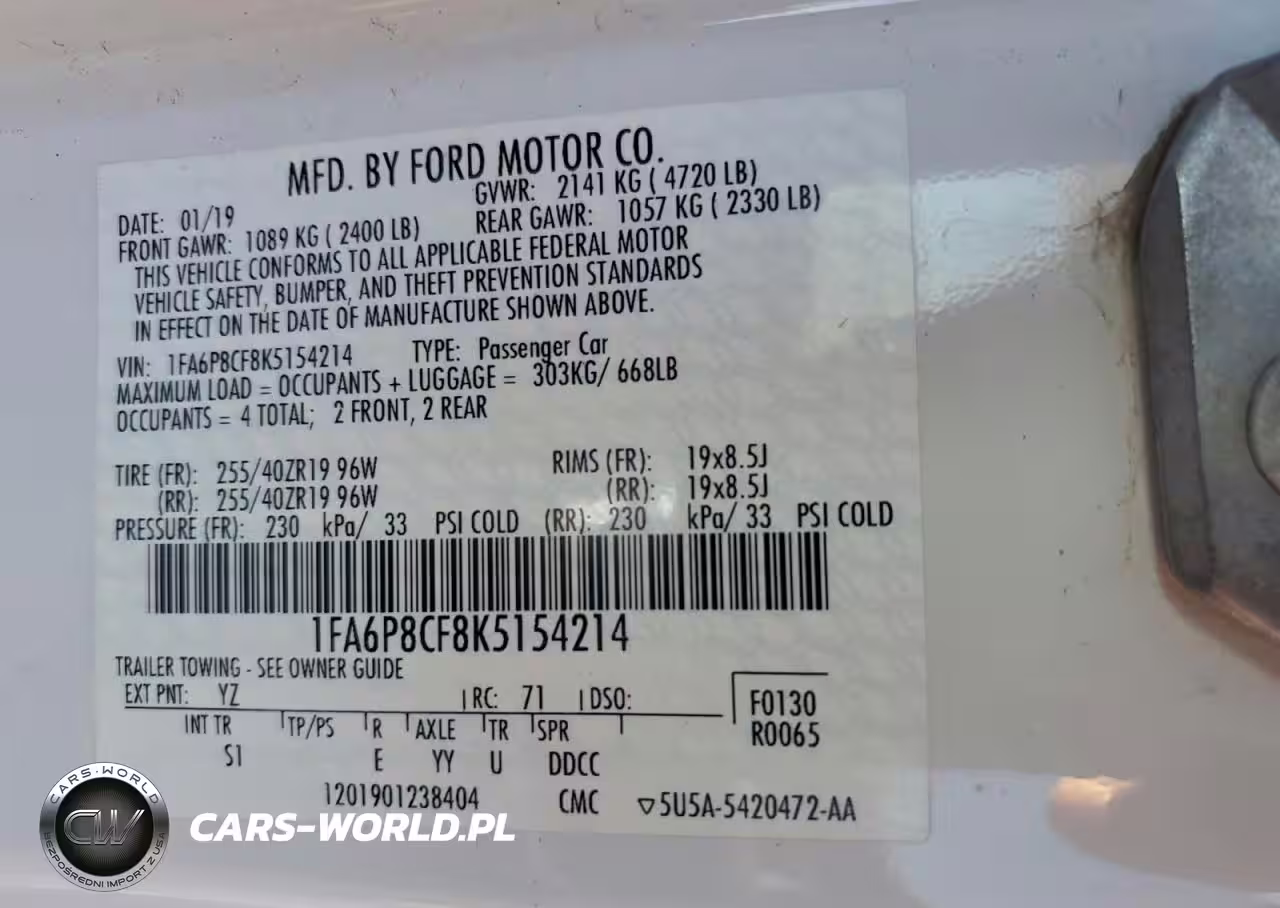 MFD. BY FORD MOTOR CO.
DATE: 01/19 GVWR: 2141 KG ( 4720 LB)
FRONT GAWR: 1089 KG ( 2400 LB) REAR GAWR: 1057 KG ( 2330 LB)
THIS VEHICLE CONFORMS TO ALL APPLICABLE FEDERAL MOTOR
VEHICLE SAFETY, BUMPER, AND THEFT PREVENTION STANDARDS
IN EFFECT ON THE DATE OF MANUFACTURE SHOWN ABOVE.
VIN: 1FA6P8CF8K5154214 TYPE: Passenger Car
MAXIMUM LOAD = OCCUPANTS + LUGGAGE = 303KG/ 668LB
OCCUPANTS = 4 TOTAL; 2 FRONT, 2 REAR
TIRE (FR): 255/40ZR19 96W RIMS (FR): 19x8.5J
(RR): 255/40ZR19 96W (RR): 19x8.5J
PRESSURE (FR): 230 kPa/ 33 PSI COLD (RR): 230 kPa/ 33 PSI COLD
1FA6P8CF8K5154214
TRAILER TOWING - SEE OWNER GUIDE
EXT PNT: YZ RC: 71 DSO: F0130
INT TR TP/PS R AXLE TR SPR R0065
S1 E YY U DDCC
1201901238404 CMC ▽5U5A-5420472-AA
CARS-WORLD
CW
BEZPOŚREDNI IMPORT Z USA
CARS-WORLD.PL